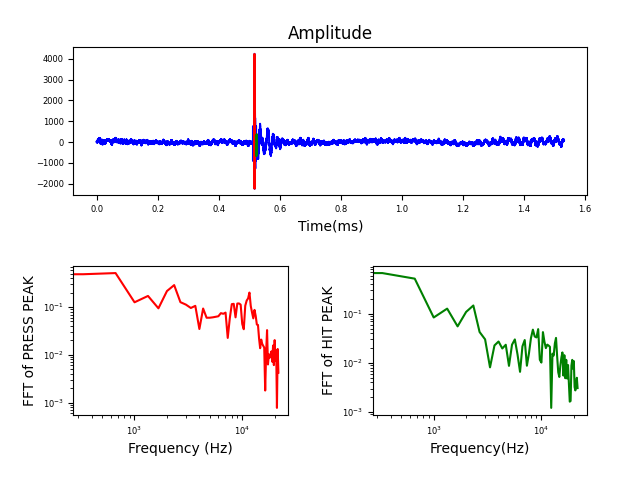 Amplitude
4000
3000
2000
1000
0
−1000
−2000
0.0 0.2 0.4 0.6 0.8 1.0 1.2 1.4 1.6
Time(ms)
FFT of PRESS PEAK
10⁻¹
10⁻²
10⁻³
10³ 10⁴
Frequency (Hz)
FFT of HIT PEAK
10⁻¹
10⁻²
10⁻³
10³ 10⁴
Frequency(Hz)